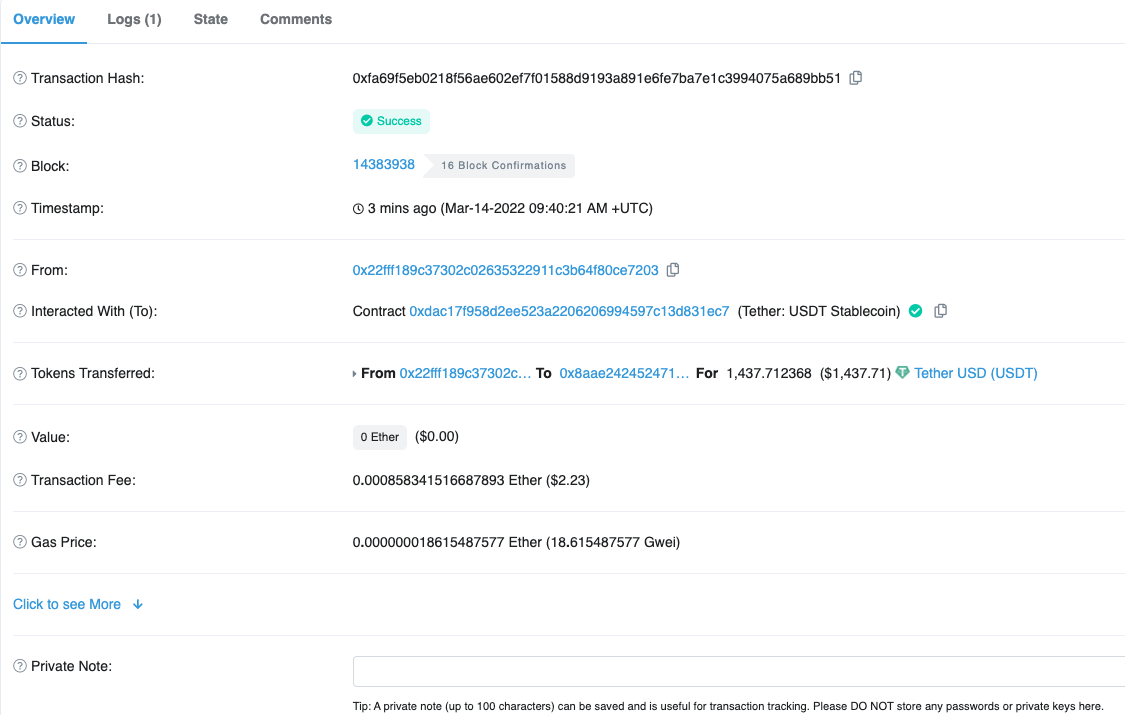 Overview Logs (1) State Comments
Transaction Hash: 0xfa69f5eb0218f56ae602ef7f01588d9193a891e6fe7ba7e1c3994075a689bb51
Status: Success
Block: 14383938 16 Block Confirmations
Timestamp: 3 mins ago (Mar-14-2022 09:40:21 AM +UTC)
From: 0x22fff189c37302c02635322911c3b64f80ce7203
Interacted With (To): Contract 0xdac17f958d2ee523a2206206994597c13d831ec7 (Tether: USDT Stablecoin)
Tokens Transferred: From 0x22fff189c37302c... To 0x8aae242452471... For 1,437.712368 ($1,437.71) Tether USD (USDT)
Value: 0 Ether ($0.00)
Transaction Fee: 0.000858341516687893 Ether ($2.23)
Gas Price: 0.000000018615487577 Ether (18.615487577 Gwei)
Click to see More
Private Note:
Tip: A private note (up to 100 characters) can be saved and is useful for transaction tracking. Please DO NOT store any passwords or private keys here.